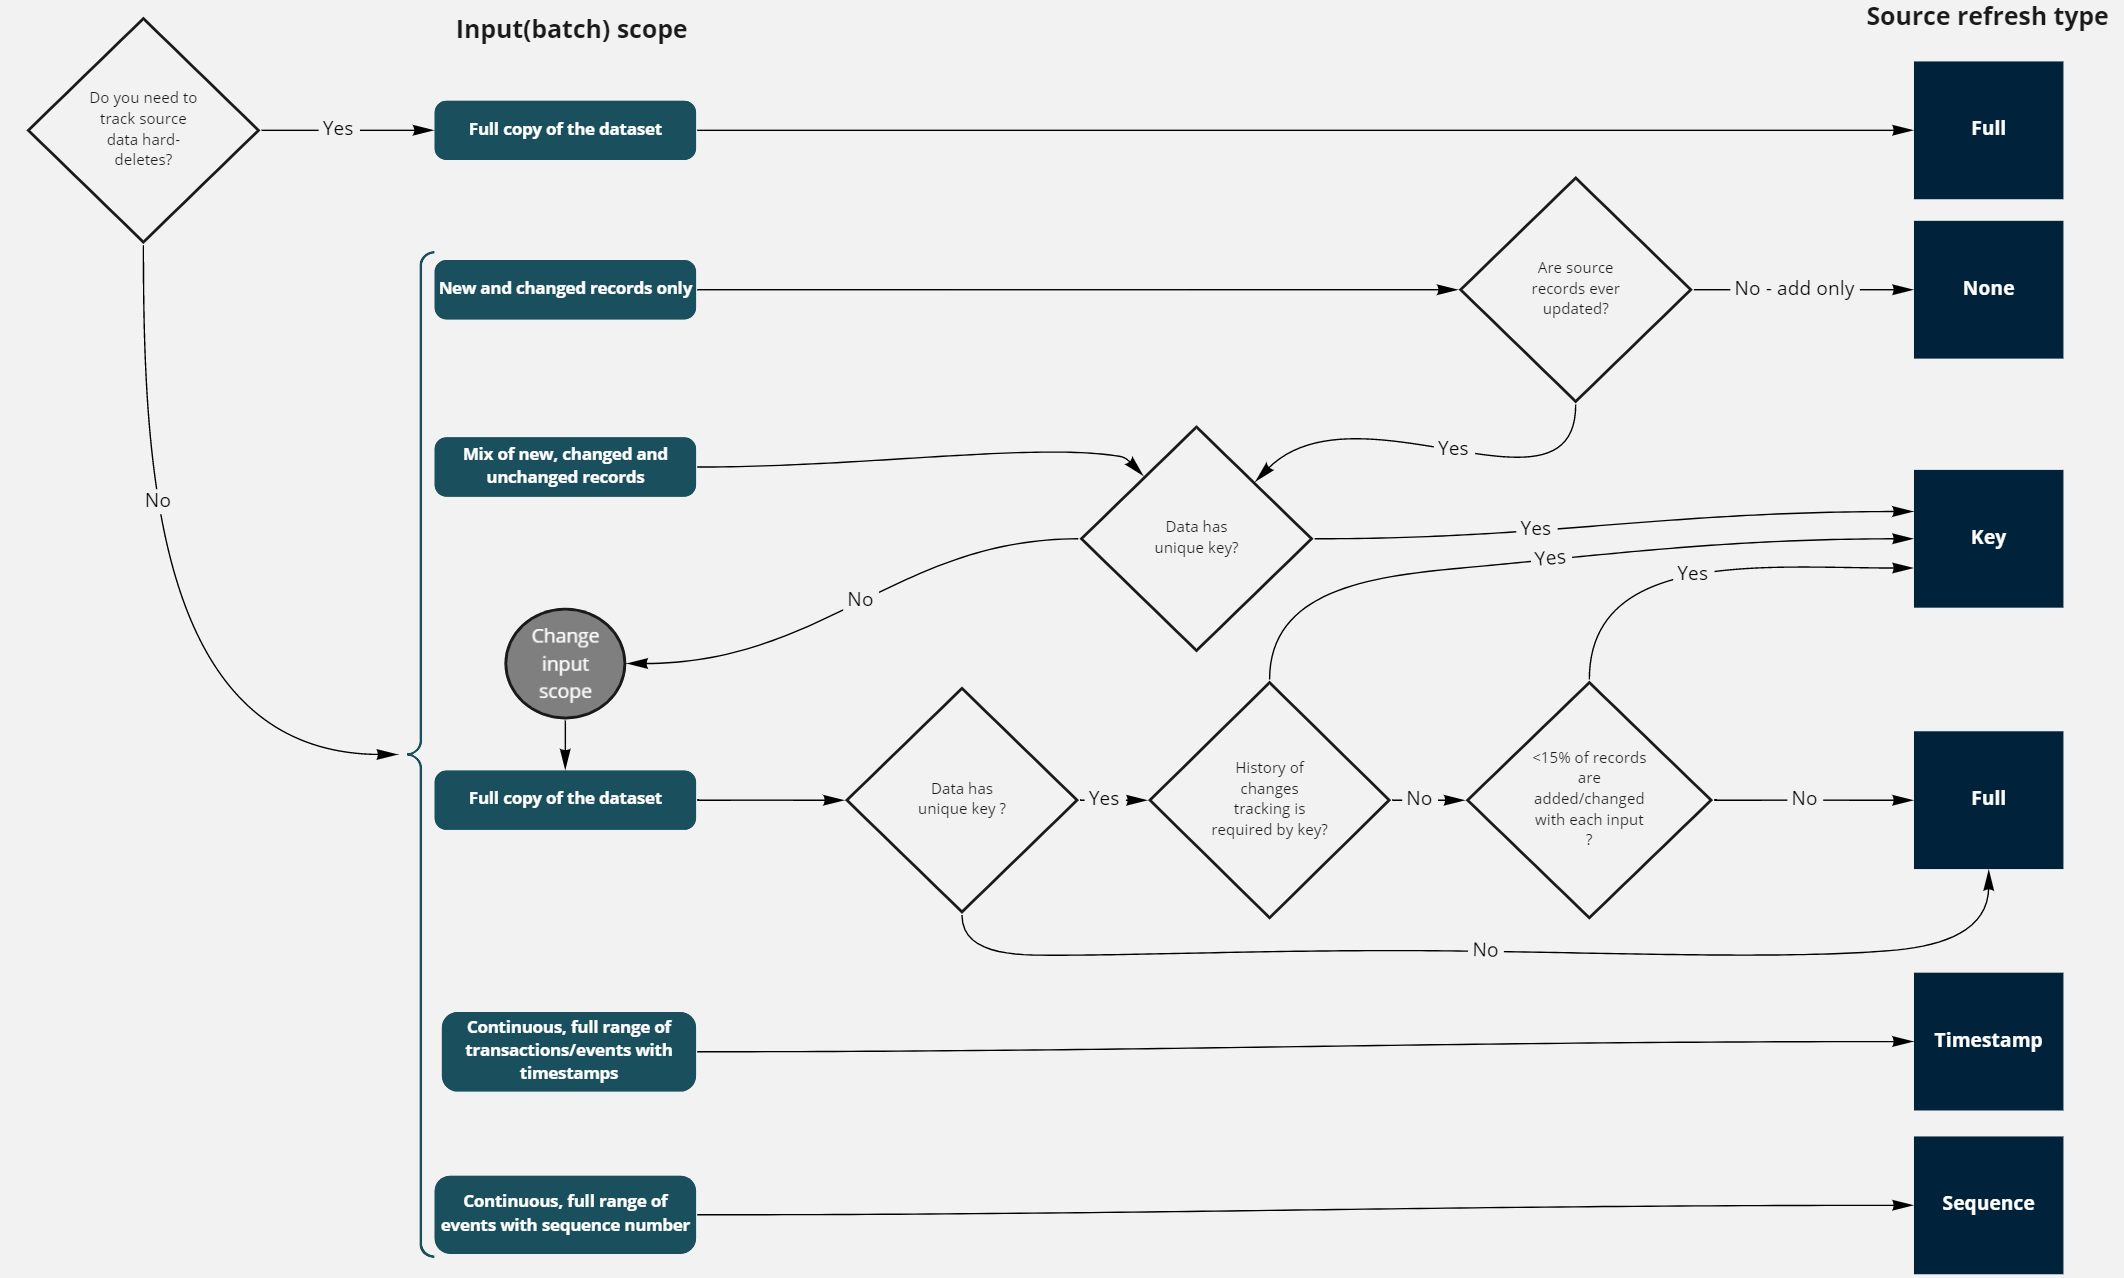 Input(batch) scope
Source refresh type
Do you need to
track source
data hard-
deletes?
Yes
Full copy of the dataset
Full
New and changed records only
Are source
records ever
updated?
No - add only
None
Mix of new, changed and
unchanged records
Yes
Data has
unique key?
Yes
Key
Yes
Yes
No
No
Change
input
scope
Full copy of the dataset
Data has
unique key ?
Yes
History of
changes
tracking is
required by key?
No
<15% of records
are
added/changed
with each input
?
No
Full
No
Continuous, full range of
transactions/events with
timestamps
Timestamp
Continuous, full range of
events with sequence number
Sequence